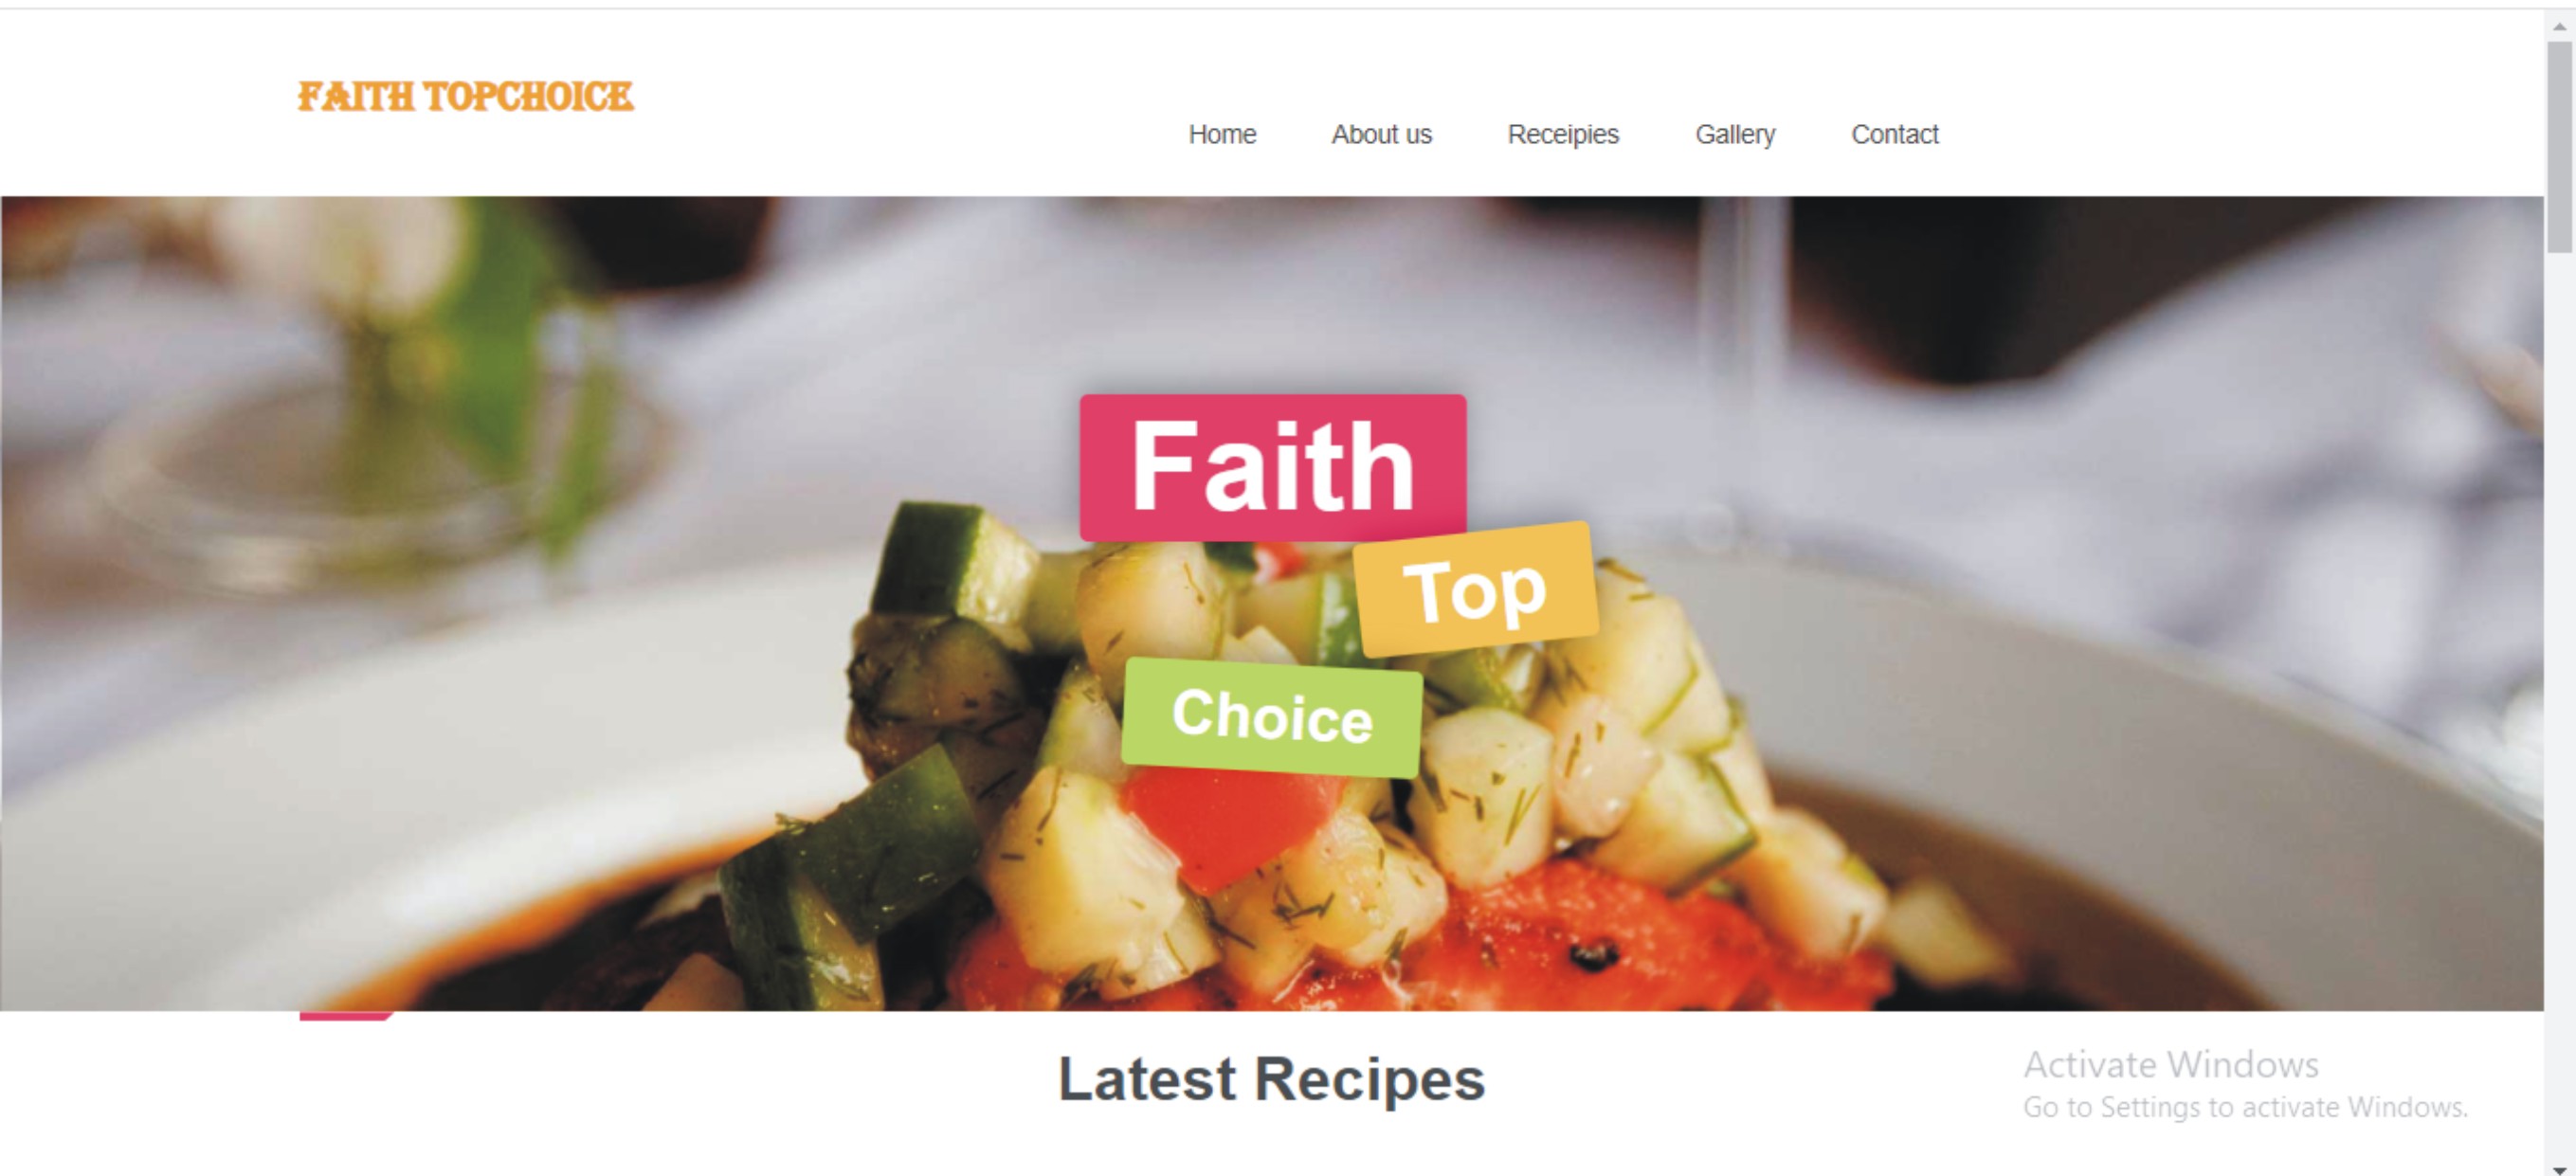 FAITH TOPCHOICE
Home About us Receipies Gallery Contact
Faith
Top
Choice
Latest Recipes
Activate Windows
Go to Settings to activate Windows.